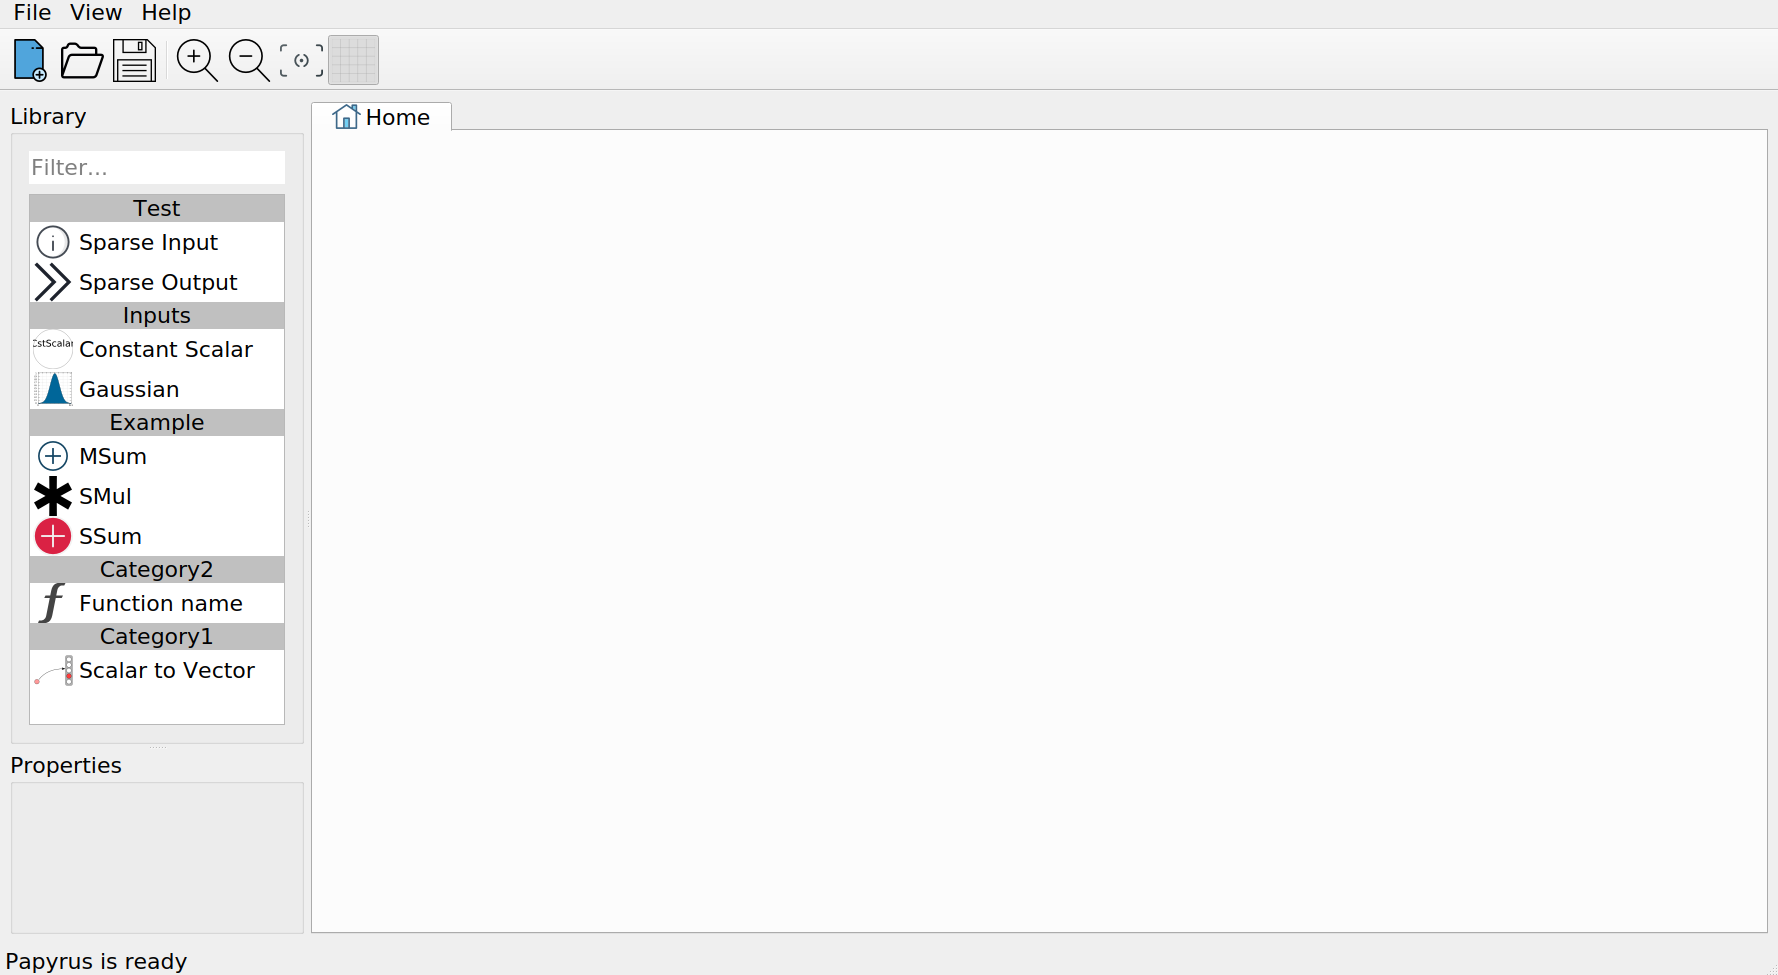 File View Help
Library
Home
Filter...
Test
Sparse Input
Sparse Output
Inputs
CstScalar
Constant Scalar
Gaussian
Example
MSum
SMul
SSum
Category2
Function name
Category1
Scalar to Vector
Properties
Papyrus is ready